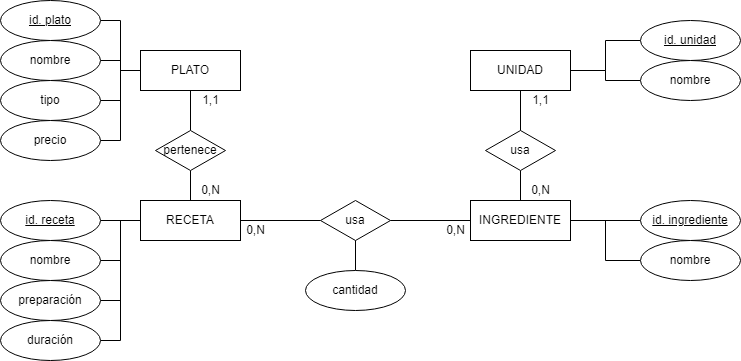 id. plato
nombre
tipo
precio
PLATO
1,1
pertenece
0,N
id. receta
nombre
preparación
duración
RECETA
0,N
usa
cantidad
0,N
UNIDAD
1,1
usa
0,N
INGREDIENTE
id. unidad
nombre
id. ingrediente
nombre